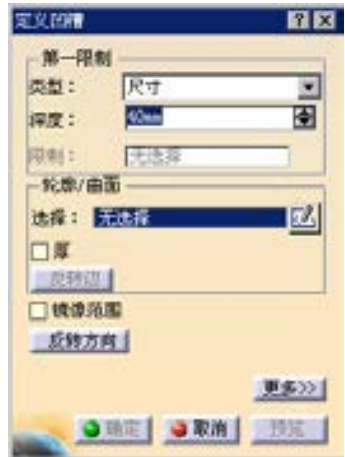 定义凹槽
第一限制
类型： 尺寸
深度： 40mm
限制： 无选择
轮廓/曲面
选择： 无选择
厚
反转边
镜像范围
反转方向
更多>>
确定 取消 预览